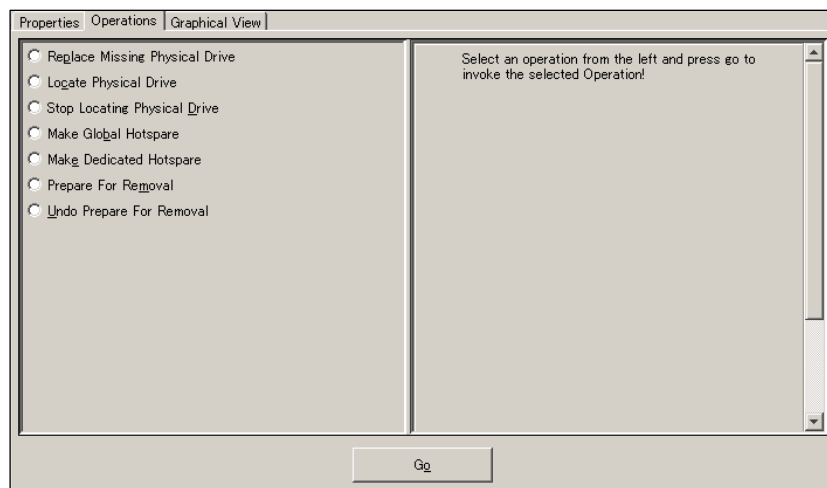 Properties
Operations
Graphical View
Replace Missing Physical Drive
Locate Physical Drive
Stop Locating Physical Drive
Make Global Hotspare
Make Dedicated Hotspare
Prepare For Removal
Undo Prepare For Removal
Select an operation from the left and press go to
invoke the selected Operation!
Go